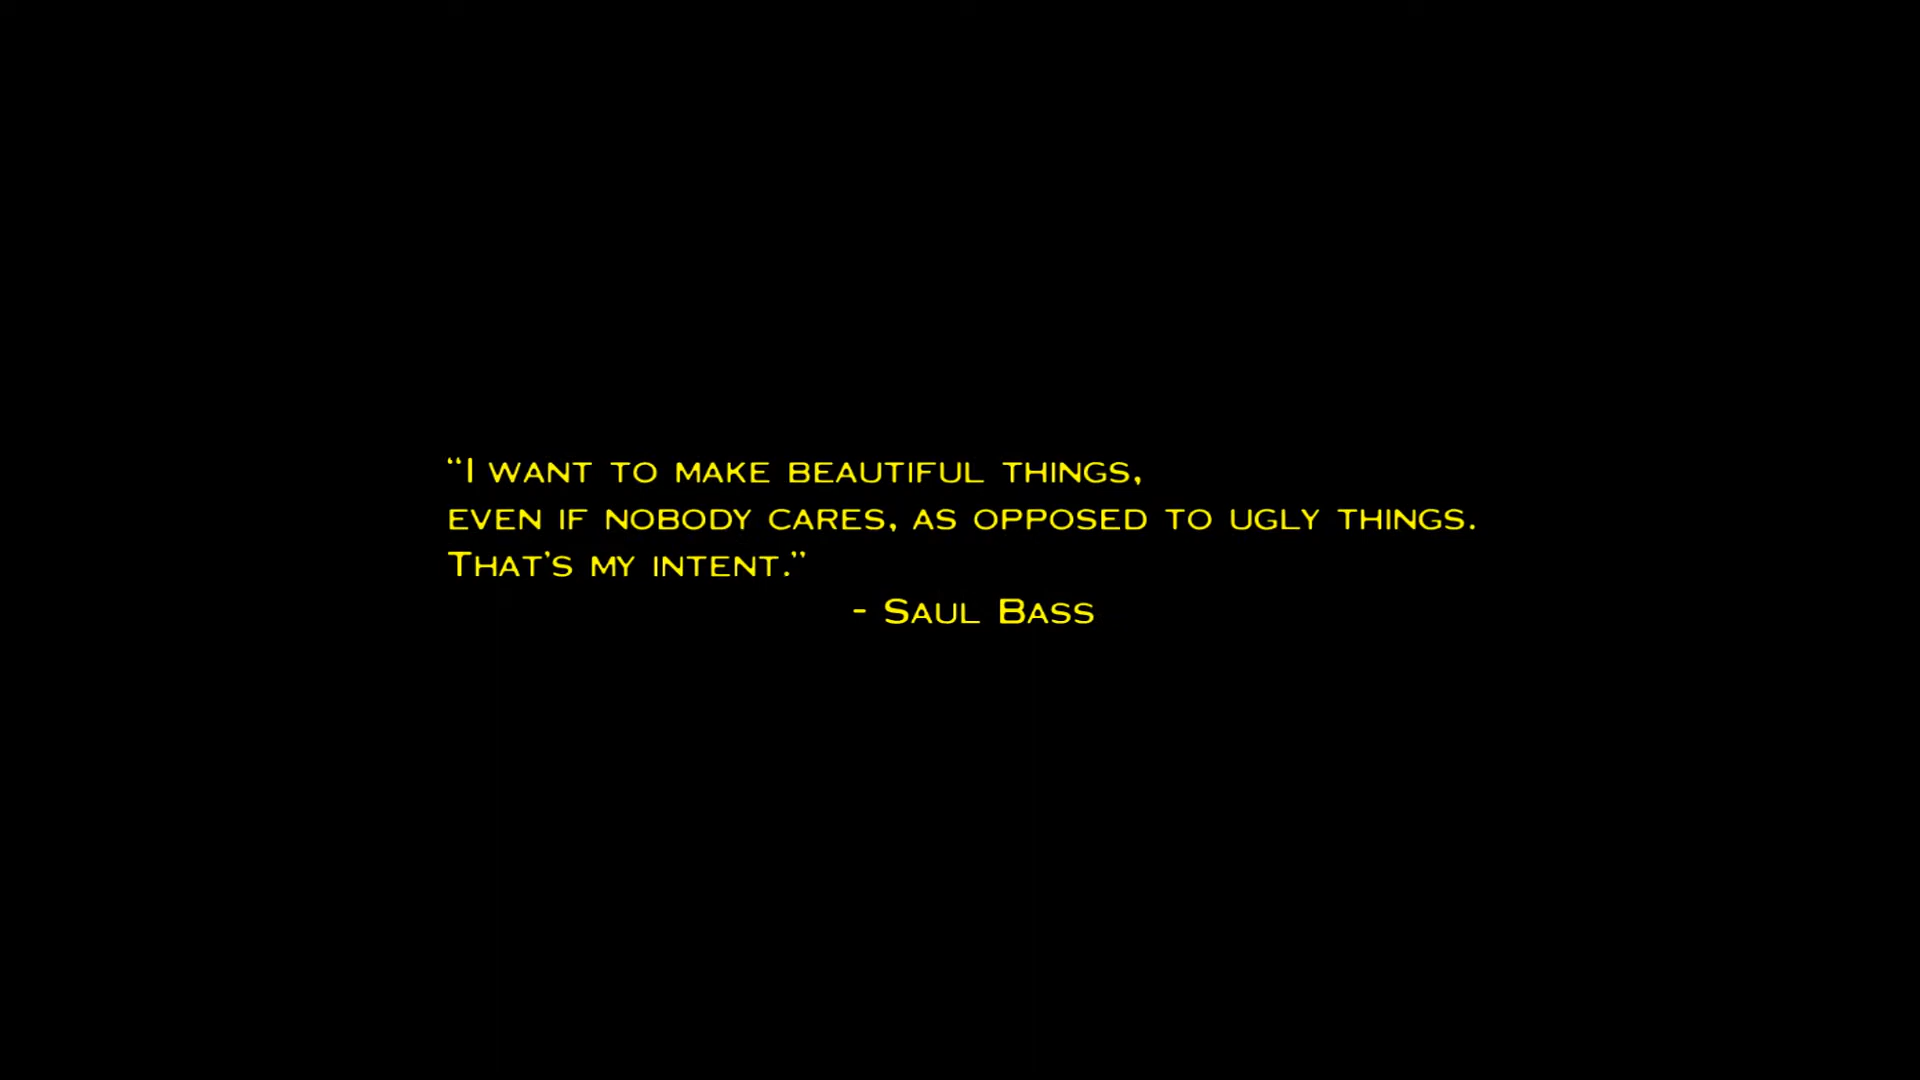 “I want to make beautiful things,
even if nobody cares, as opposed to ugly things.
That’s my intent.”
- Saul Bass